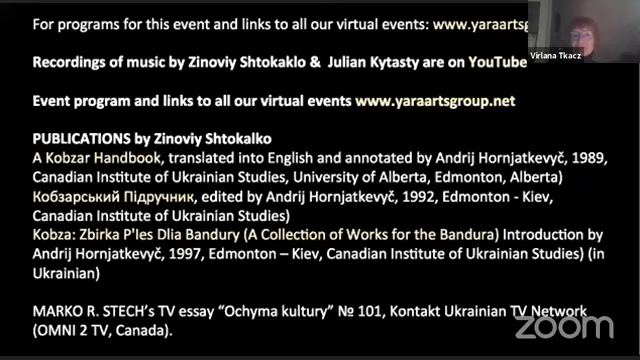 For programs for this event and links to all our virtual events: www.yaraartsg
Virlana Tkacz
Recordings of music by Zinoviy Shtokaklo & Julian Kytasty are on YouTube
Event program and links to all our virtual events www.yaraartsgroup.net
PUBLICATIONS by Zinoviy Shtokalko
A Kobzar Handbook, translated into English and annotated by Andrij Hornjatkevyč, 1989,
Canadian Institute of Ukrainian Studies, University of Alberta, Edmonton, Alberta)
Кобзарський Підручник, edited by Andrij Hornjatkevyč, 1992, Edmonton - Kiev,
Canadian Institute of Ukrainian Studies)
Kobza: Zbirka P'les Dlia Bandury (A Collection of Works for the Bandura) Introduction by
Andrij Hornjatkevyč, 1997, Edmonton – Kiev, Canadian Institute of Ukrainian Studies) (in
Ukrainian)
MARKO R. STECH's TV essay “Ochyma kultury” № 101, Kontakt Ukrainian TV Network
(OMNI 2 TV, Canada).
zoom